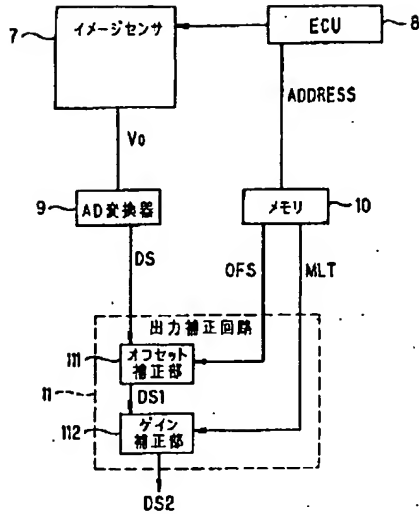 7
イメージセンサ
ECU
8
ADDRESS
Vo
9
AD変換器
メモリ
10
DS
OFS
MLT
出力補正回路
111
オフセット
補正部
11
DS1
112
ゲイン
補正部
DS2